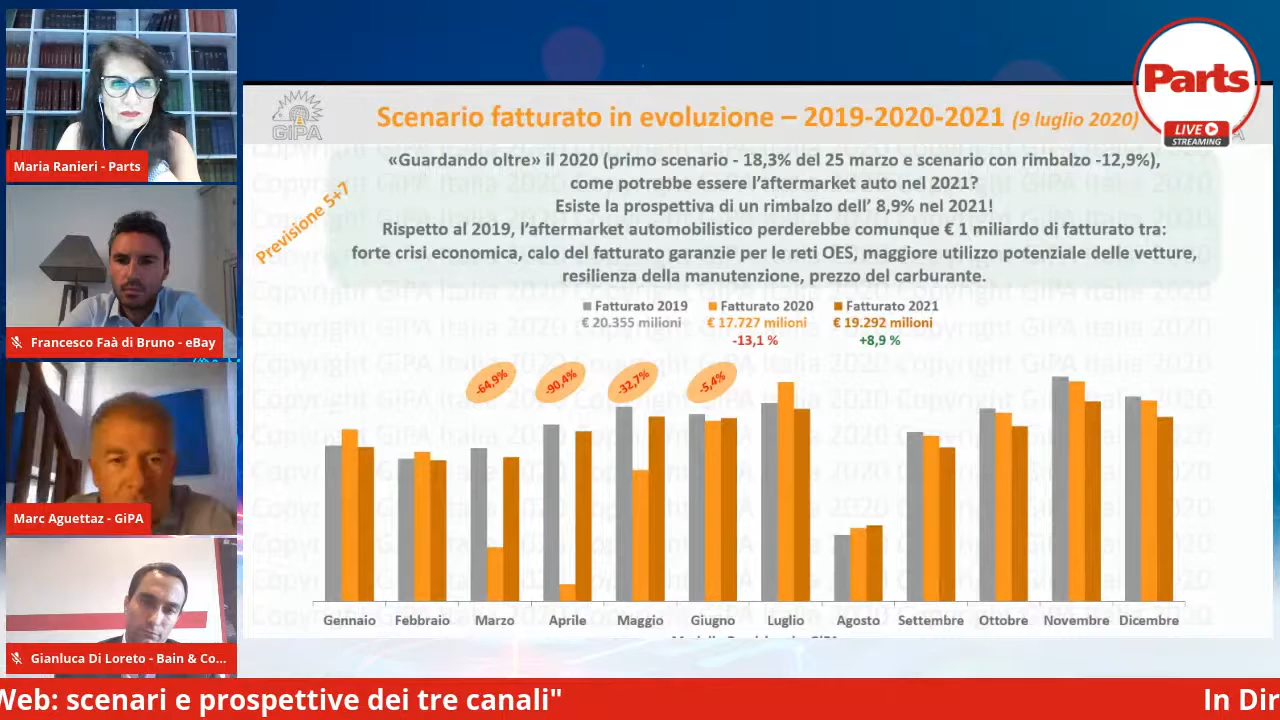 Maria Ranieri - Parts
Francesco Faà di Bruno - eBay
Marc Aguettaz - GiPA
Gianluca Di Loreto - Bain & Co...
GiPA
Scenario fatturato in evoluzione – 2019-2020-2021 (9 luglio 2020)
Parts
LIVE
STREAMING
Previsione 5+7
«Guardando oltre» il 2020 (primo scenario - 18,3% del 25 marzo e scenario con rimbalzo -12,9%),
come potrebbe essere l'aftermarket auto nel 2021?
Esiste la prospettiva di un rimbalzo dell' 8,9% nel 2021!
Rispetto al 2019, l'aftermarket automobilistico perderebbe comunque € 1 miliardo di fatturato tra:
forte crisi economica, calo del fatturato garanzie per le reti OES, maggiore utilizzo potenziale delle vetture,
resilienza della manutenzione, prezzo del carburante.
Fatturato 2019 Fatturato 2020 Fatturato 2021
€ 20.355 milioni € 17.727 milioni € 19.292 milioni
-13,1 % +8,9 %
-64,9% -90,4% -32,7% -5,4%
Gennaio Febbraio Marzo Aprile Maggio Giugno Luglio Agosto Settembre Ottobre Novembre Dicembre
Web: scenari e prospettive dei tre canali" In Dir